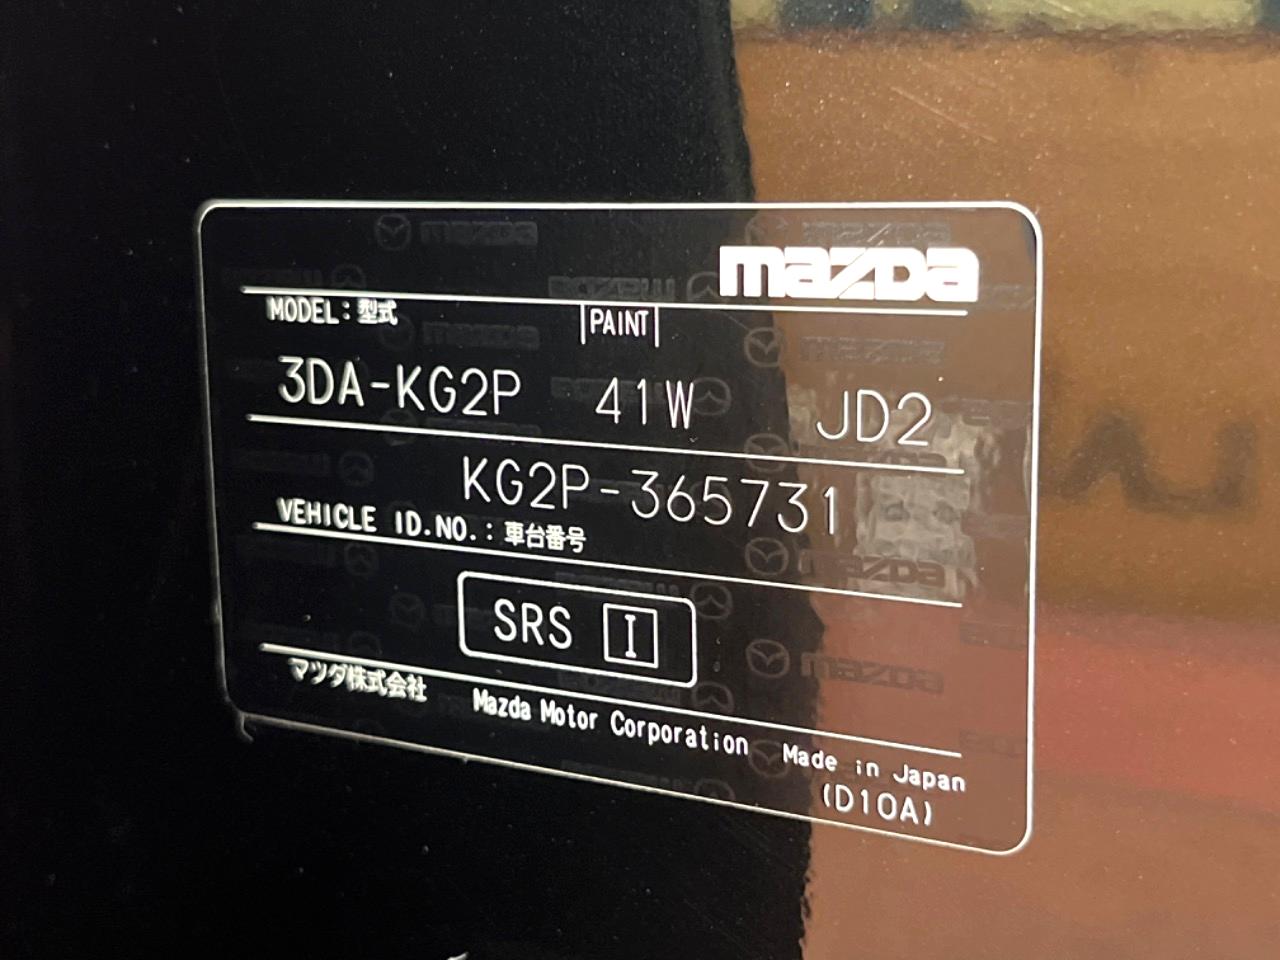 mazda
MODEL：型式 PAINT
3DA-KG2P 41W JD2
KG2P-365731
VEHICLE ID.NO.：車台番号
SRS I
マツダ株式会社 Mazda Motor Corporation Made in Japan
(D10A)